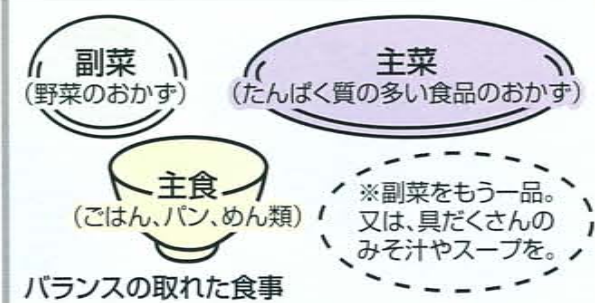 副菜
(野菜のおかず)
主菜
(たんぱく質の多い食品のおかず)
主食
(ごはん、パン、めん類)
※副菜をもう一品。
又は、具だくさんの
みそ汁やスープを。
バランスの取れた食事